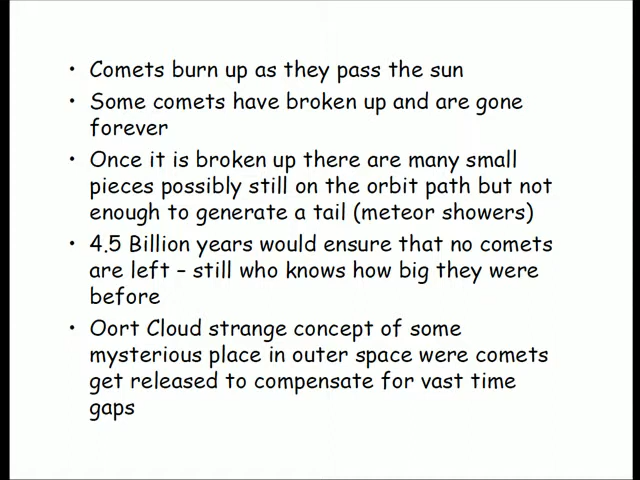 • Comets burn up as they pass the sun
• Some comets have broken up and are gone
forever
• Once it is broken up there are many small
pieces possibly still on the orbit path but not
enough to generate a tail (meteor showers)
• 4.5 Billion years would ensure that no comets
are left – still who knows how big they were
before
• Oort Cloud strange concept of some
mysterious place in outer space were comets
get released to compensate for vast time
gaps